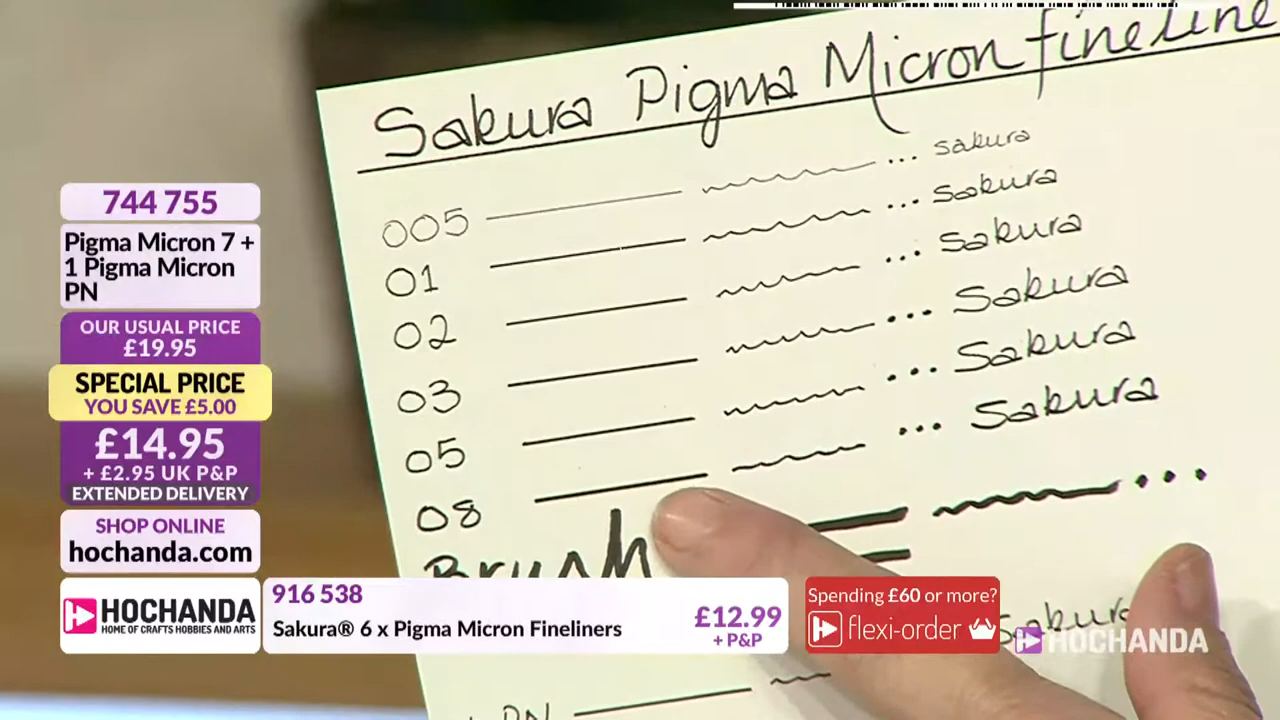 Sakura Pigma Micron fineline
005 ... sakura
01 ... Sakura
02 ... Sakura
03 ... Sakura
05 ... Sakura
08 ... Sakura
Brush ...
Sakura
PN
744 755
Pigma Micron 7 +
1 Pigma Micron
PN
OUR USUAL PRICE
£19.95
SPECIAL PRICE
YOU SAVE £5.00
£14.95
+ £2.95 UK P&P
EXTENDED DELIVERY
SHOP ONLINE
hochanda.com
HOCHANDA
HOME OF CRAFTS HOBBIES AND ARTS
916 538
Sakura® 6 x Pigma Micron Fineliners
£12.99
+ P&P
Spending £60 or more?
flexi-order
HOCHANDA